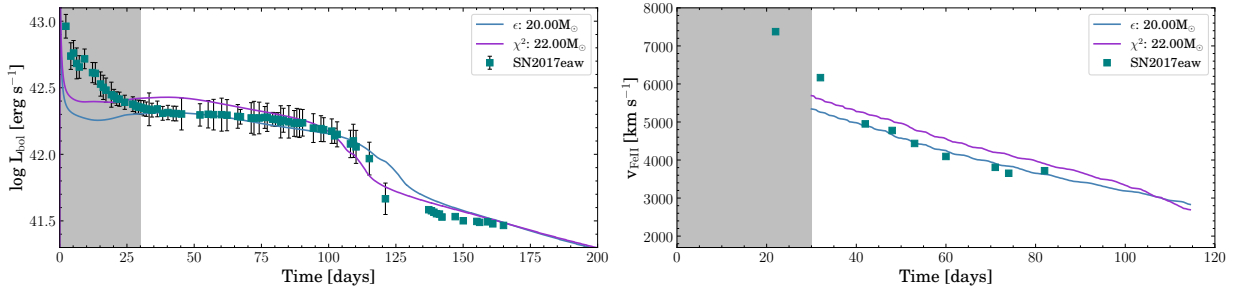 43.0
42.5
42.0
41.5
log L_bol [erg s⁻¹]
ϵ: 20.00M⊙
χ²: 22.00M⊙
SN2017eaw
0 25 50 75 100 125 150 175 200
Time [days]
8000
7000
6000
5000
4000
3000
2000
v_FeII [km s⁻¹]
ϵ: 20.00M⊙
χ²: 22.00M⊙
SN2017eaw
0 20 40 60 80 100 120
Time [days]